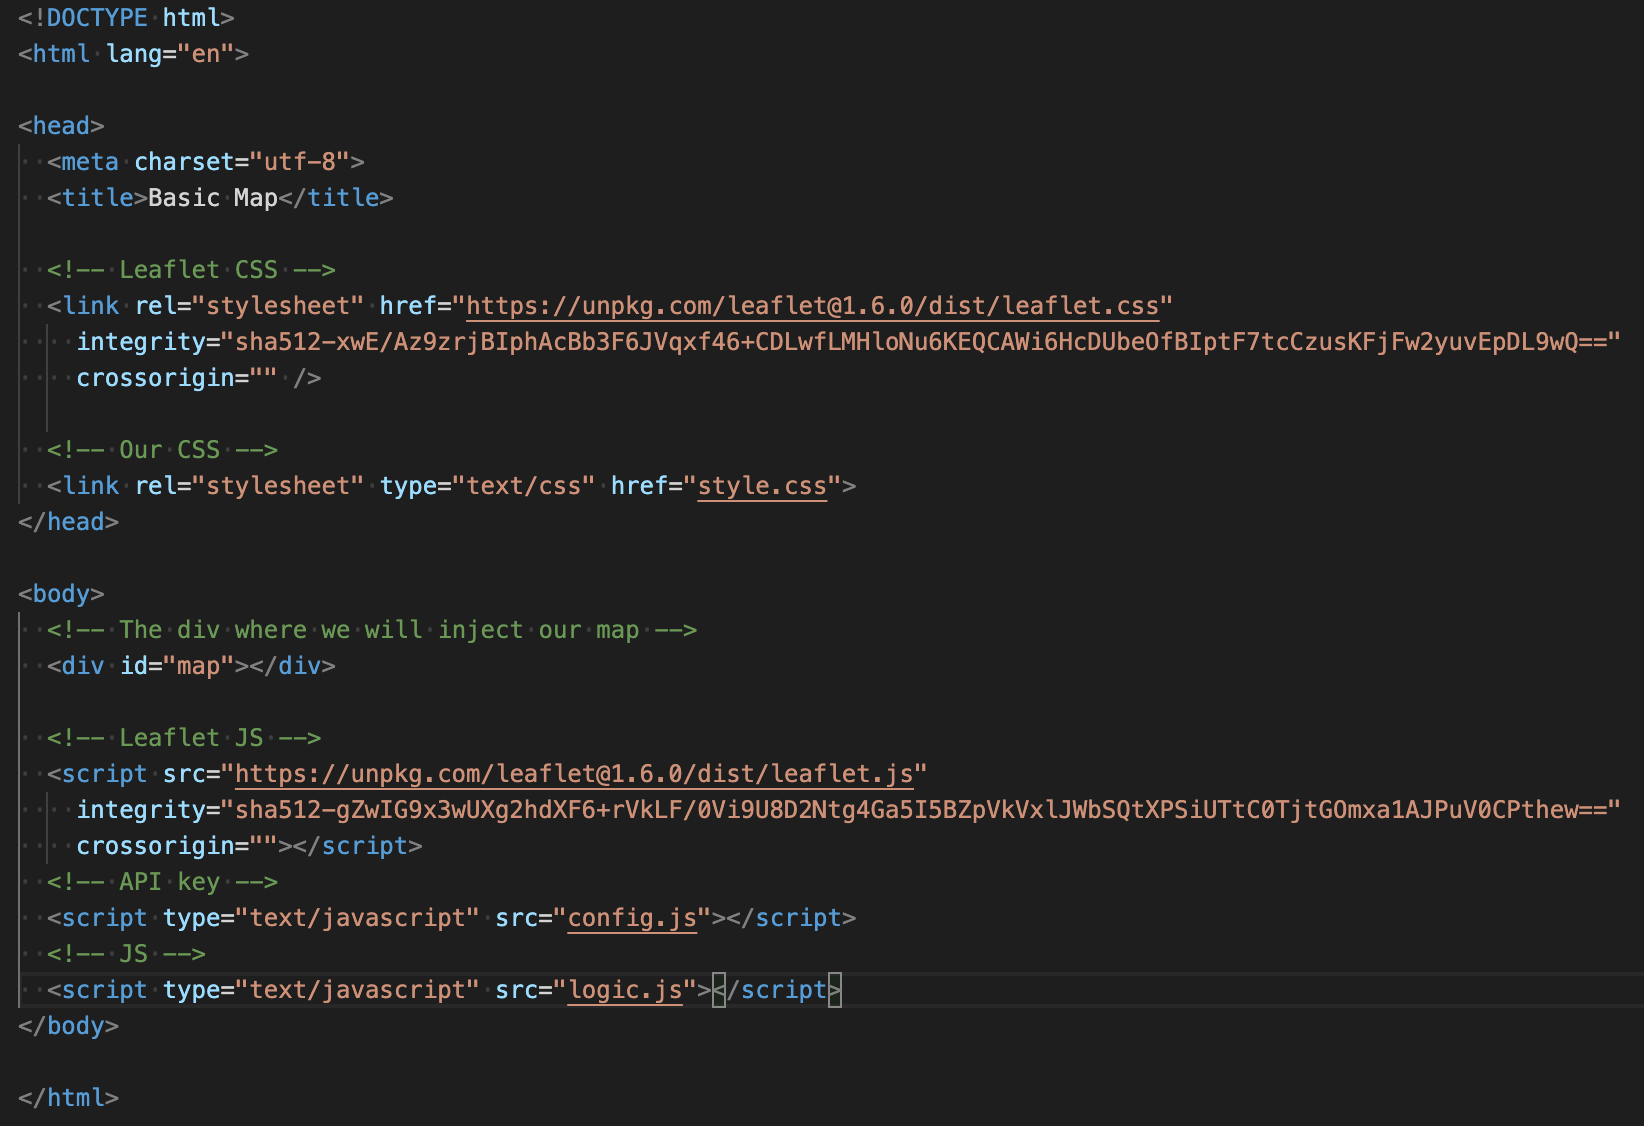 <!DOCTYPE html>
<html lang="en">
<head>
<meta charset="utf-8">
<title>Basic Map</title>
<!-- Leaflet CSS -->
<link rel="stylesheet" href="https://unpkg.com/leaflet@1.6.0/dist/leaflet.css"
integrity="sha512-xwE/Az9zrjBIphAcBb3F6JVqxf46+CDLwfLMHloNu6KEQCAWi6HcDUbeOfBIptF7tcCzusKFjFw2yuvEpDL9wQ=="
crossorigin="" />
<!-- Our CSS -->
<link rel="stylesheet" type="text/css" href="style.css">
</head>
<body>
<!-- The div where we will inject our map -->
<div id="map"></div>
<!-- Leaflet JS -->
<script src="https://unpkg.com/leaflet@1.6.0/dist/leaflet.js"
integrity="sha512-gZwIG9x3wUXg2hdXF6+rVkLF/0Vi9U8D2Ntg4Ga5I5BZpVkVxlJWbSQtXPSiUTtC0TjtGOmxa1AJPuV0CPthew=="
crossorigin=""></script>
<!-- API key -->
<script type="text/javascript" src="config.js"></script>
<!-- JS -->
<script type="text/javascript" src="logic.js"></script>
</body>
</html>